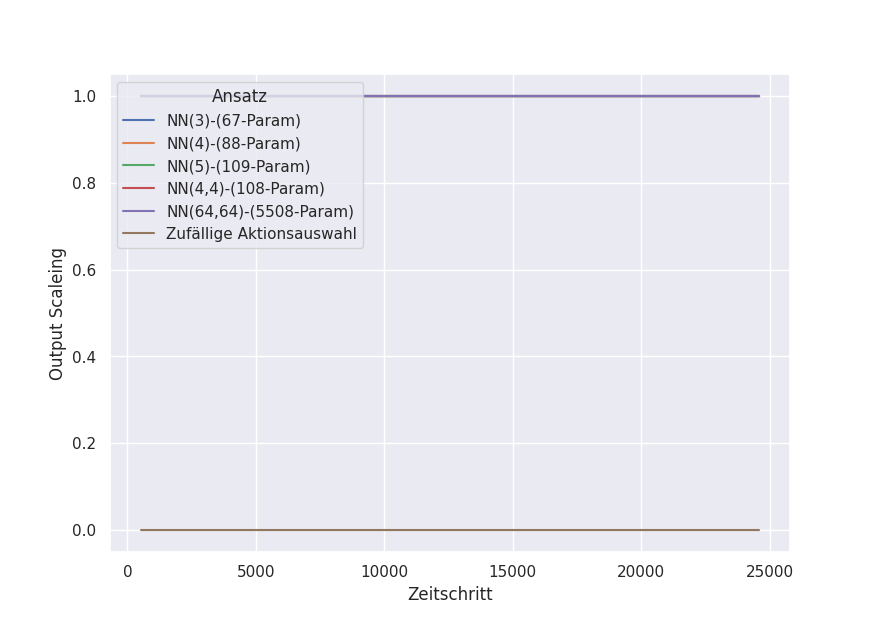 Ansatz
NN(3)-(67-Param)
NN(4)-(88-Param)
NN(5)-(109-Param)
NN(4,4)-(108-Param)
NN(64,64)-(5508-Param)
Zufällige Aktionsauswahl
Output Scaleing
1.0
0.8
0.6
0.4
0.2
0.0
0 5000 10000 15000 20000 25000
Zeitschritt